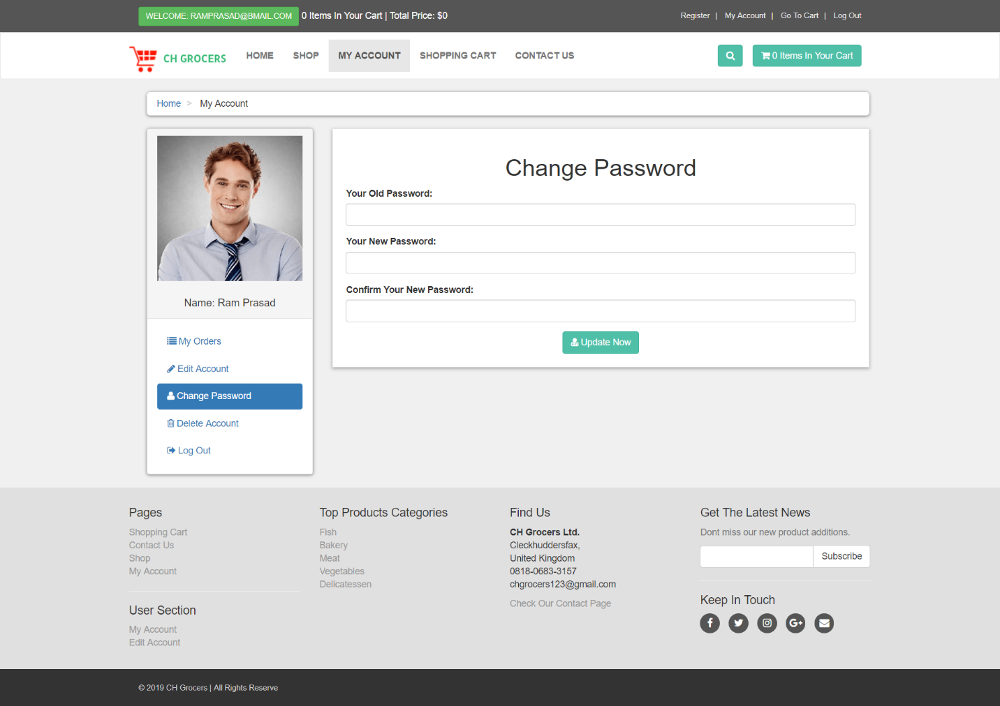 WELCOME: RAMPRASAD@BMAIL.COM 0 Items In Your Cart | Total Price: $0
Register | My Account | Go To Cart | Log Out
CH GROCERS
HOME SHOP MY ACCOUNT SHOPPING CART CONTACT US
0 Items In Your Cart
Home > My Account
Name: Ram Prasad
My Orders
Edit Account
Change Password
Delete Account
Log Out
Change Password
Your Old Password:
Your New Password:
Confirm Your New Password:
Update Now
Pages
Shopping Cart
Contact Us
Shop
My Account
User Section
My Account
Edit Account
Top Products Categories
Fish
Bakery
Meat
Vegetables
Delicatessen
Find Us
CH Grocers Ltd.
Cleckhuddersfax,
United Kingdom
0818-0683-3157
chgrocers123@gmail.com
Check Our Contact Page
Get The Latest News
Dont miss our new product additions.
Subscribe
Keep In Touch
© 2019 CH Grocers | All Rights Reserve